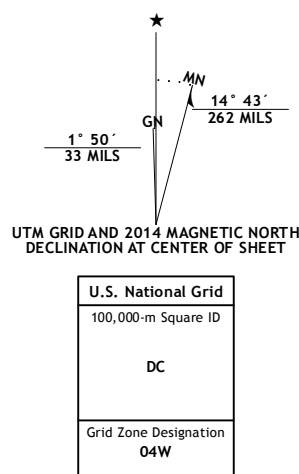 ★
MN
GN
14° 43´
262 MILS
1° 50´
33 MILS
UTM GRID AND 2014 MAGNETIC NORTH
DECLINATION AT CENTER OF SHEET
U.S. National Grid
100,000-m Square ID
DC
Grid Zone Designation
04W